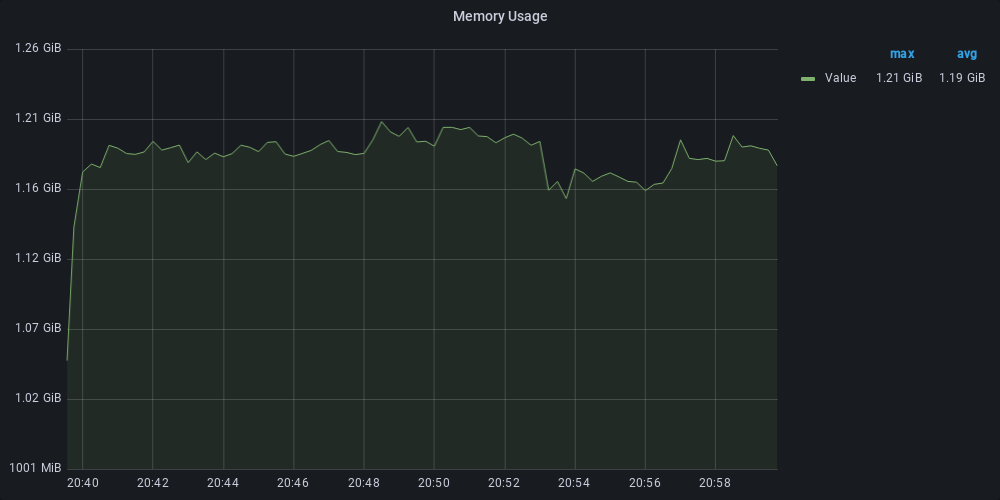 Memory Usage
1.26 GiB
1.21 GiB
1.16 GiB
1.12 GiB
1.07 GiB
1.02 GiB
1001 MiB
20:40 20:42 20:44 20:46 20:48 20:50 20:52 20:54 20:56 20:58
max avg
Value 1.21 GiB 1.19 GiB